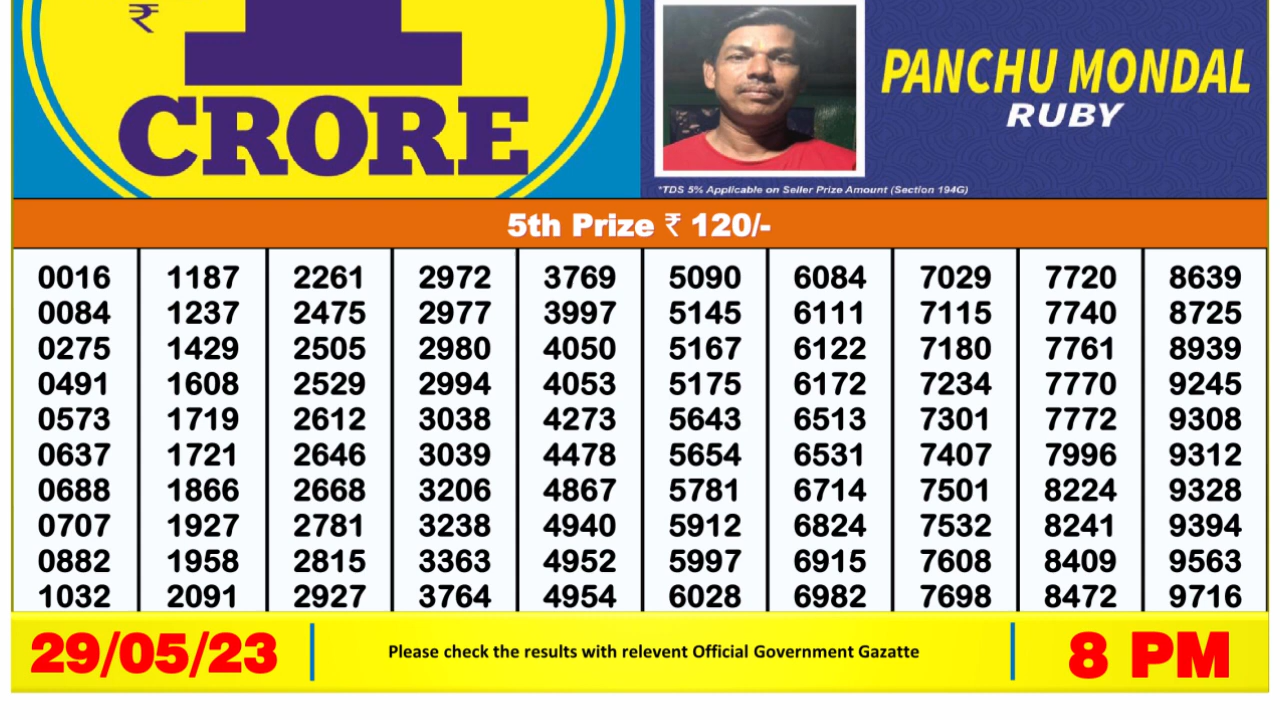 ₹
1
CRORE
PANCHU MONDAL
RUBY
*TDS 5% Applicable on Seller Prize Amount (Section 194G)
5th Prize ₹ 120/-
0016 1187 2261 2972 3769 5090 6084 7029 7720 8639
0084 1237 2475 2977 3997 5145 6111 7115 7740 8725
0275 1429 2505 2980 4050 5167 6122 7180 7761 8939
0491 1608 2529 2994 4053 5175 6172 7234 7770 9245
0573 1719 2612 3038 4273 5643 6513 7301 7772 9308
0637 1721 2646 3039 4478 5654 6531 7407 7996 9312
0688 1866 2668 3206 4867 5781 6714 7501 8224 9328
0707 1927 2781 3238 4940 5912 6824 7532 8241 9394
0882 1958 2815 3363 4952 5997 6915 7608 8409 9563
1032 2091 2927 3764 4954 6028 6982 7698 8472 9716
29/05/23
Please check the results with relevent Official Government Gazatte
8 PM